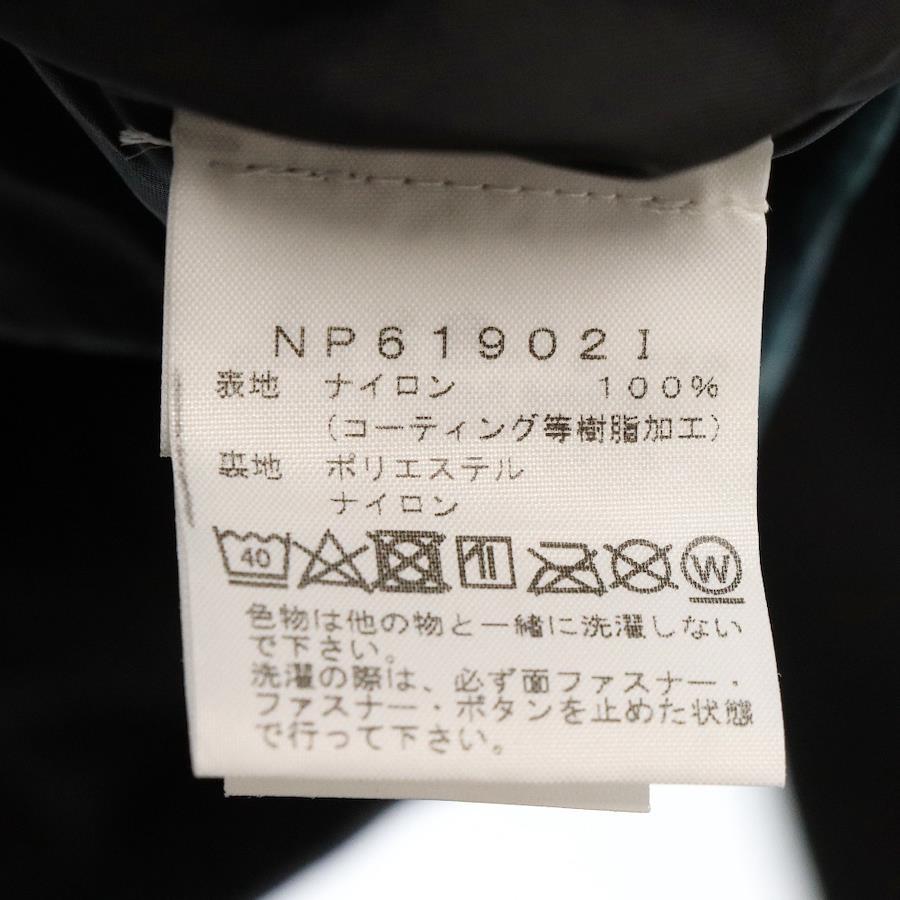 NP61902I
表地 ナイロン 100%
(コーティング等樹脂加工)
裏地 ポリエステル
ナイロン
40 W
色物は他の物と一緒に洗濯しない
で下さい。
洗濯の際は、必ず面ファスナー・
ファスナー・ボタンを止めた状態
で行って下さい。